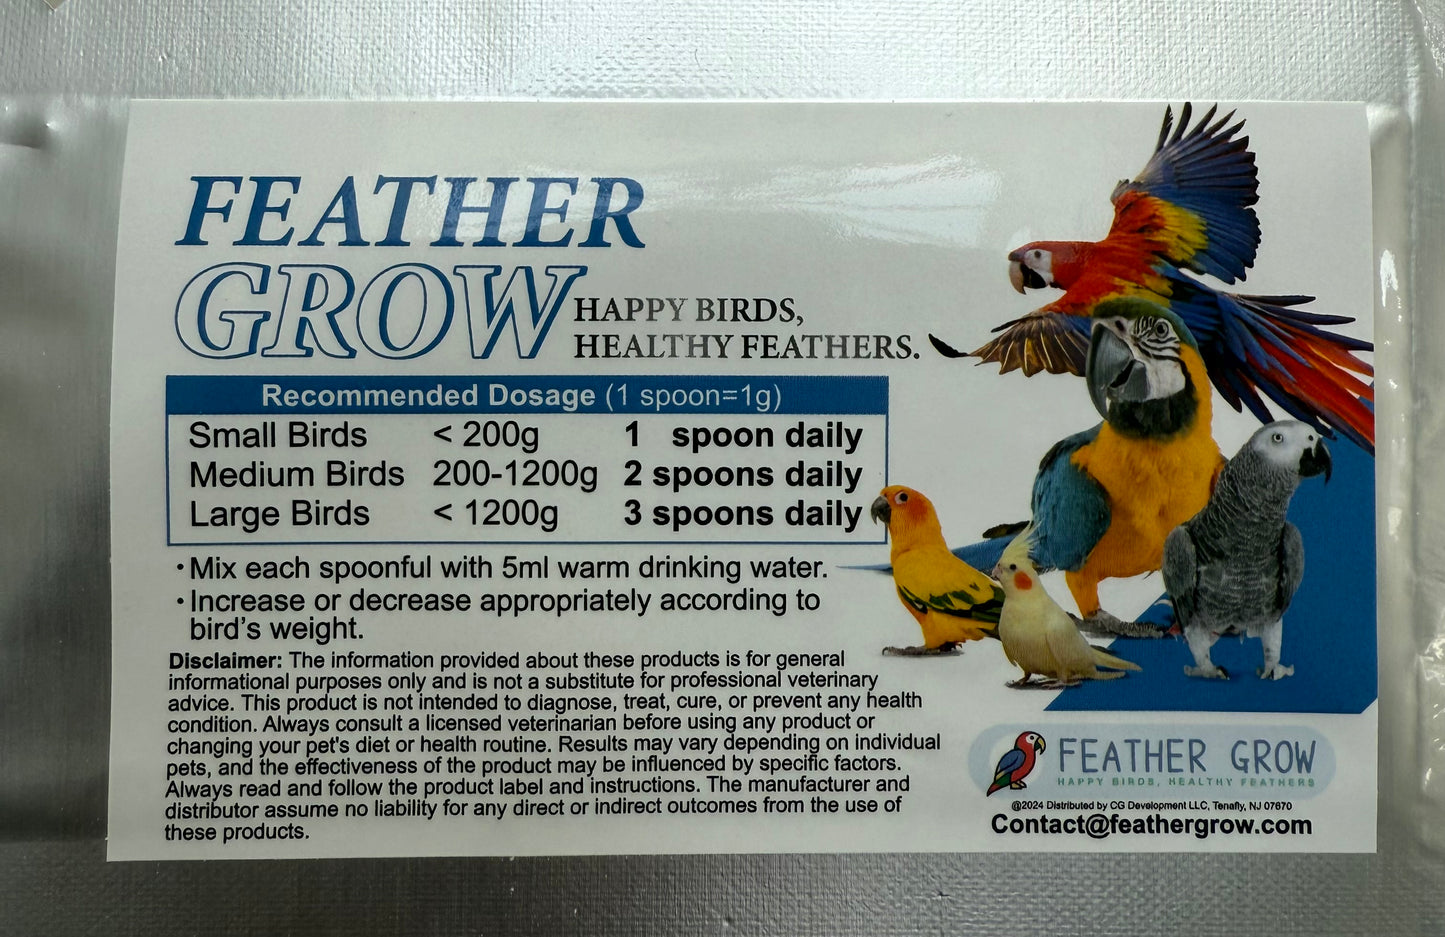 FEATHER
GROW
HAPPY BIRDS,
HEALTHY FEATHERS.
Recommended Dosage (1 spoon=1g)
Small Birds < 200g 1 spoon daily
Medium Birds 200-1200g 2 spoons daily
Large Birds < 1200g 3 spoons daily
· Mix each spoonful with 5ml warm drinking water.
· Increase or decrease appropriately according to
bird's weight.
Disclaimer: The information provided about these products is for general
informational purposes only and is not a substitute for professional veterinary
advice. This product is not intended to diagnose, treat, cure, or prevent any health
condition. Always consult a licensed veterinarian before using any product or
changing your pet's diet or health routine. Results may vary depending on individual
pets, and the effectiveness of the product may be influenced by specific factors.
Always read and follow the product label and instructions. The manufacturer and
distributor assume no liability for any direct or indirect outcomes from the use of
these products.
FEATHER GROW
HAPPY BIRDS, HEALTHY FEATHERS
@2024 Distributed by CG Development LLC, Tenafly, NJ 07670
Contact@feathergrow.com